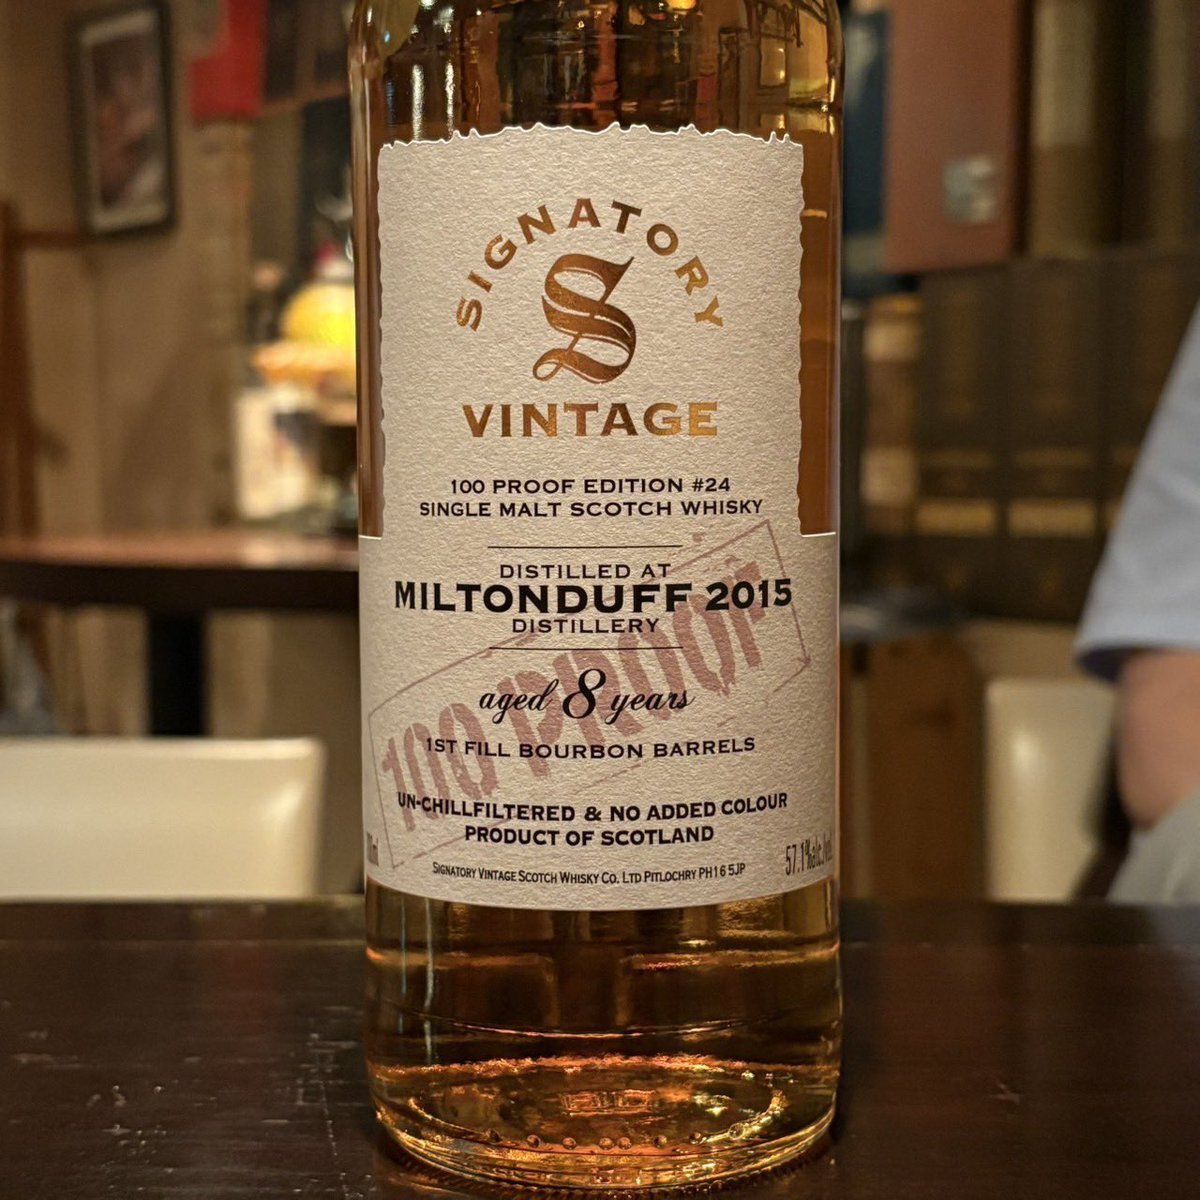 SIGNATORY
S
VINTAGE
100 PROOF EDITION #24
SINGLE MALT SCOTCH WHISKY
DISTILLED AT
MILTONDUFF 2015
DISTILLERY
100 PROOF
aged 8 years
1ST FILL BOURBON BARRELS
UN-CHILLFILTERED & NO ADDED COLOUR
PRODUCT OF SCOTLAND
57.1%alc./vol.
SIGNATORY VINTAGE SCOTCH WHISKY CO. LTD PITLOCHRY PH16 5JP